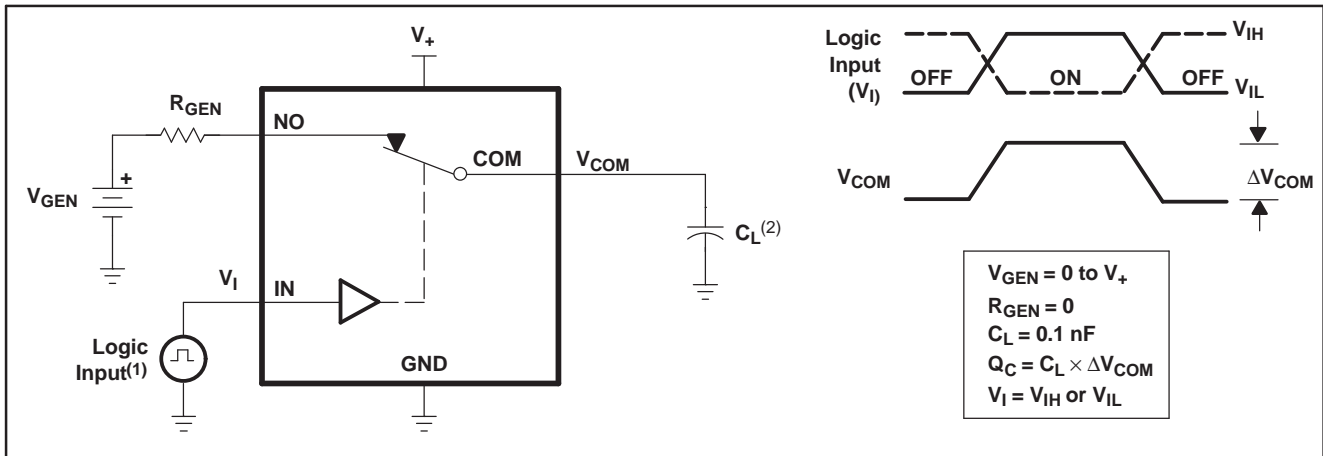 V+
RGEN
NO
COM
VCOM
VGEN
+
CL(2)
VI
IN
Logic
Input(1)
GND
Logic
Input
(VI)
VIH
OFF
ON
OFF
VIL
VCOM
ΔVCOM
VGEN = 0 to V+
RGEN = 0
CL = 0.1 nF
QC = CL × ΔVCOM
VI = VIH or VIL